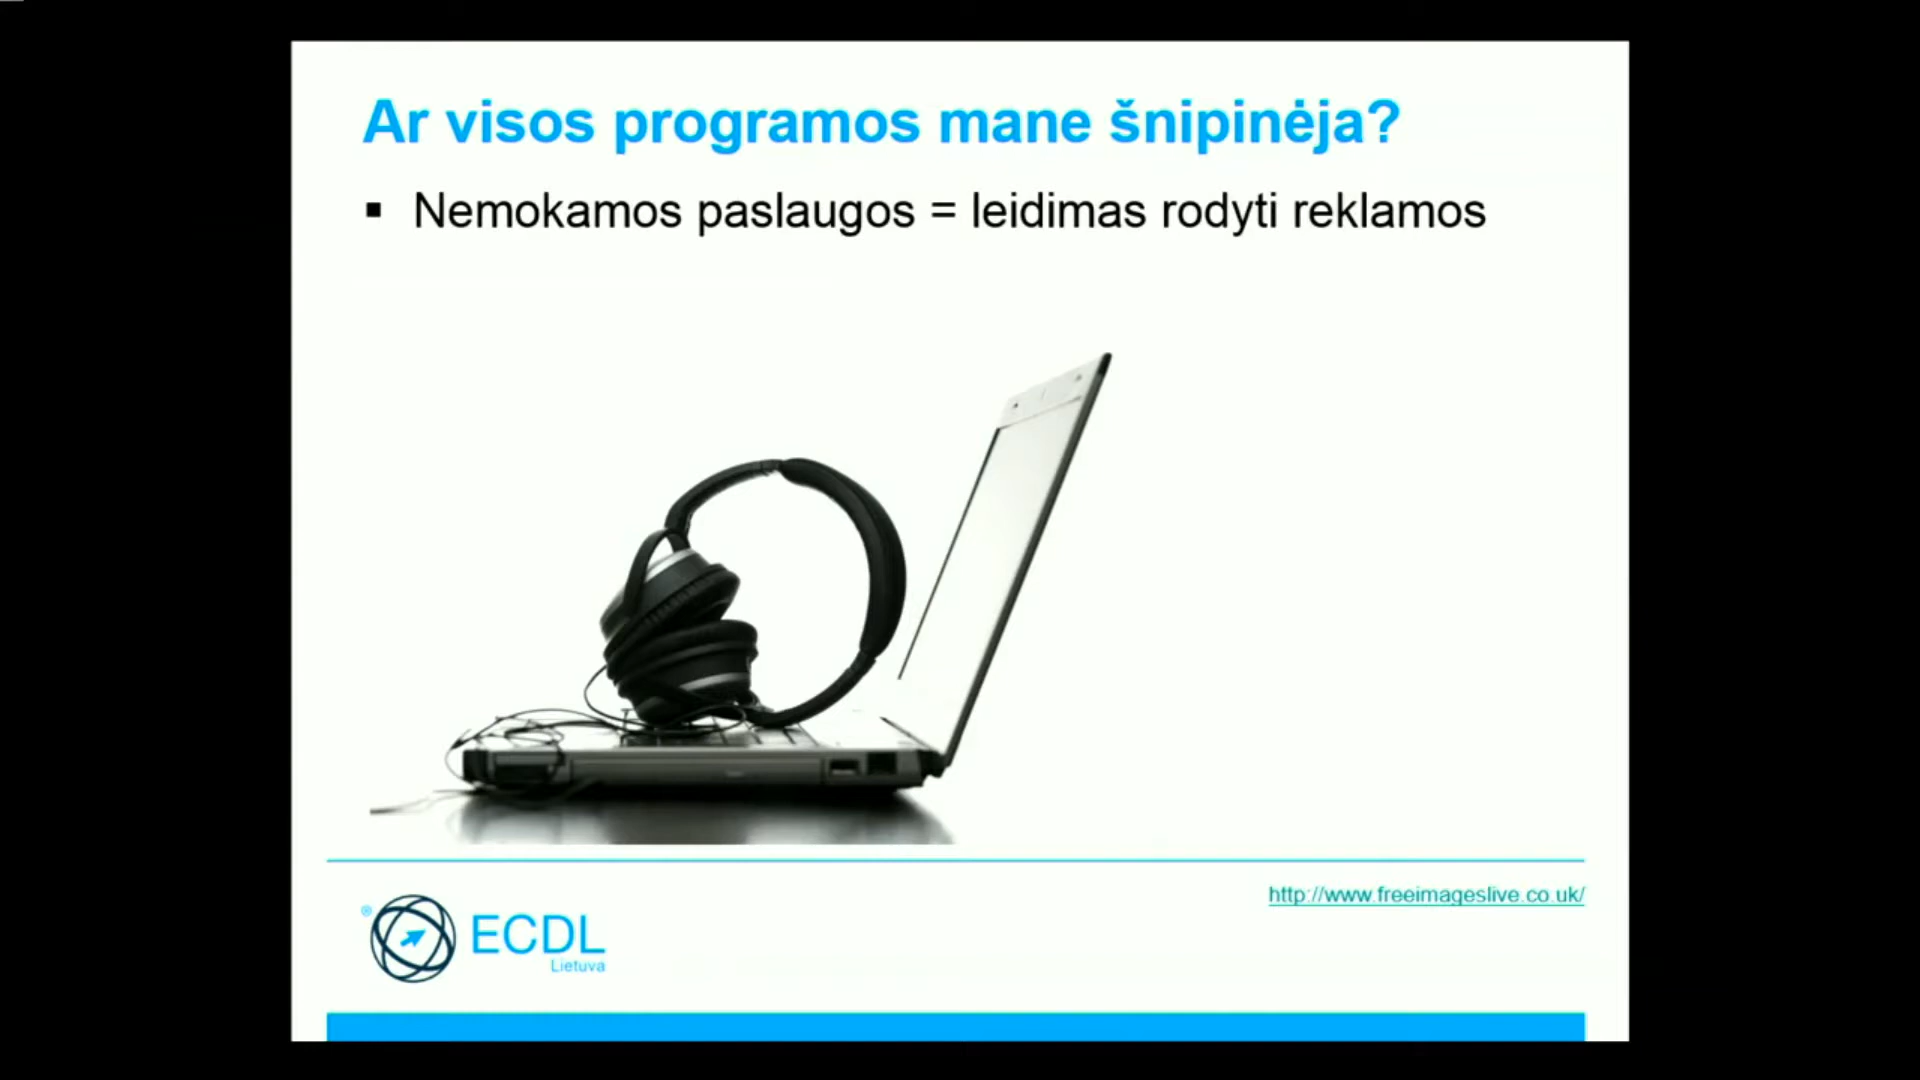 Ar visos programos mane šnipinėja?
▪ Nemokamos paslaugos = leidimas rodyti reklamos
http://www.freeimageslive.co.uk/
® ECDL
Lietuva